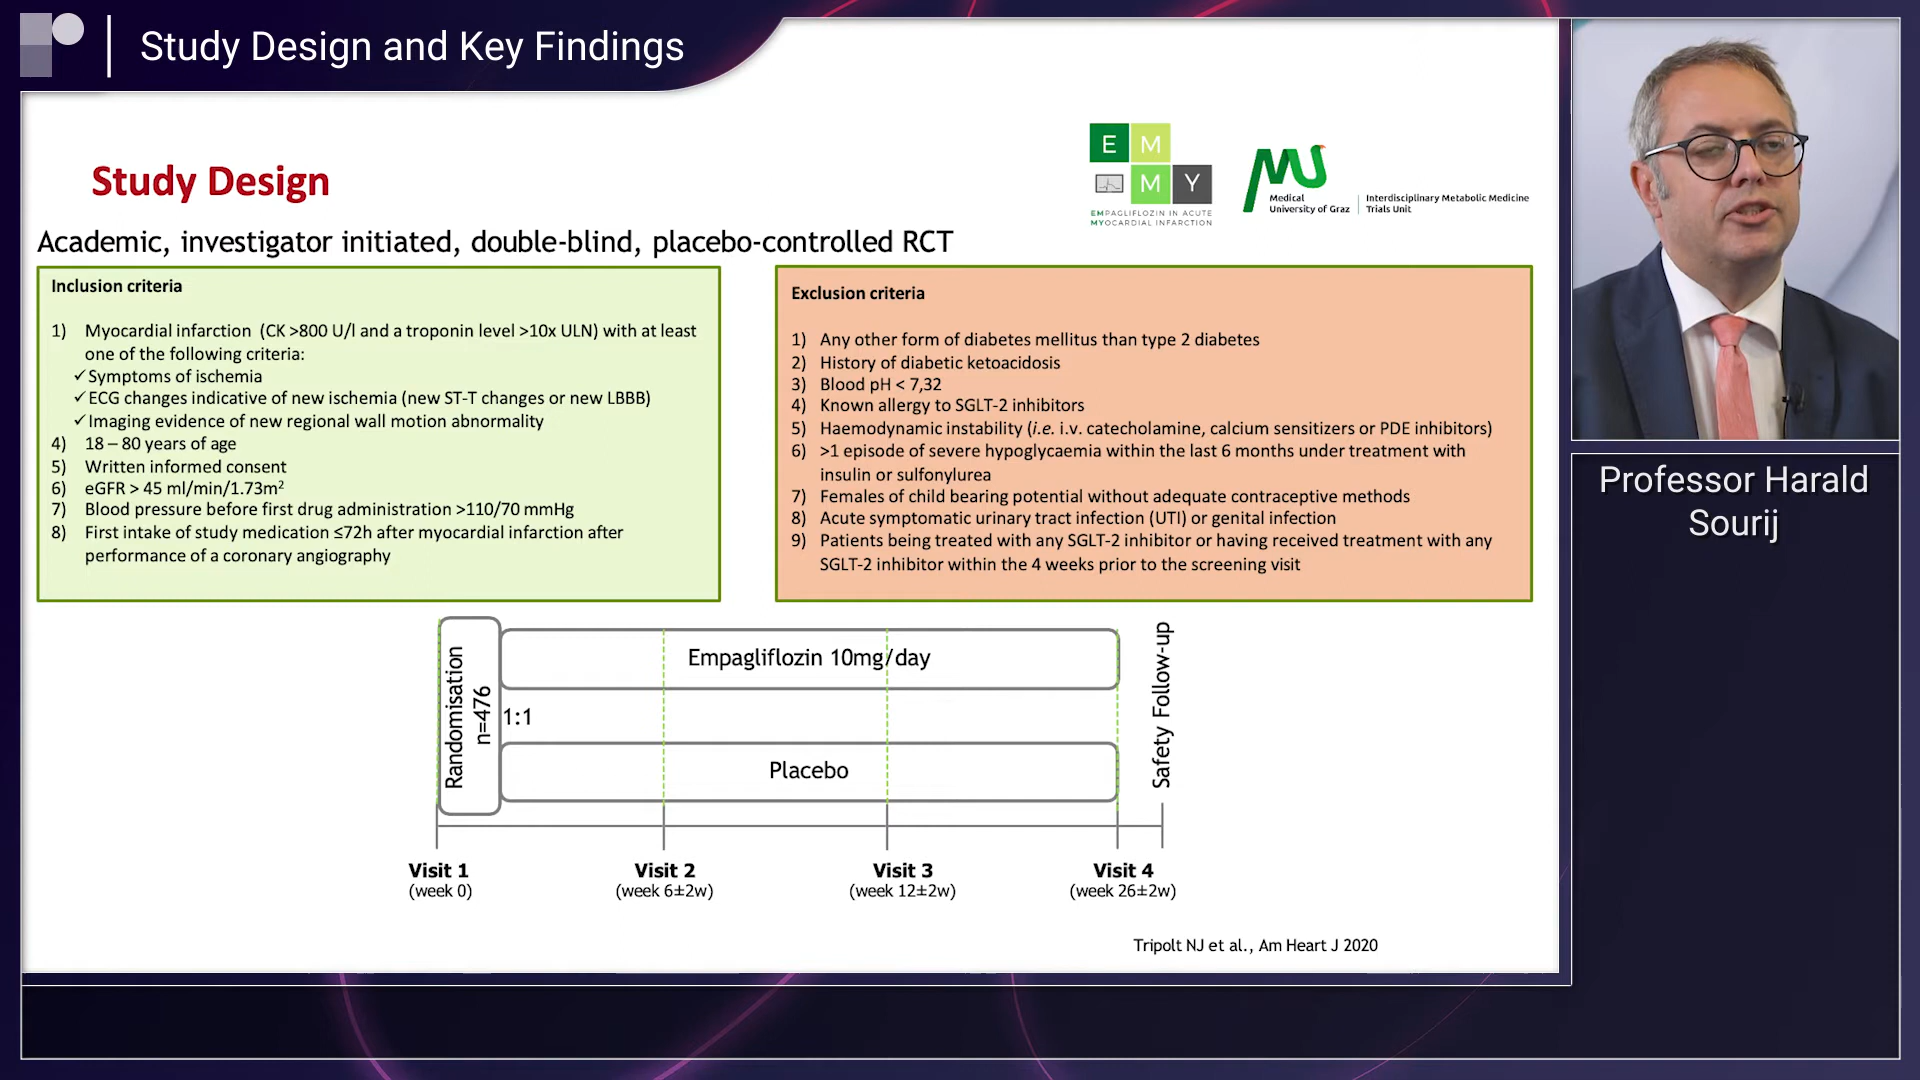 Study Design and Key Findings
Study Design
E M
M Y
EMPAGLIFLOZIN IN ACUTE
MYOCARDIAL INFARCTION
Medical
University of Graz
Interdisciplinary Metabolic Medicine
Trials Unit
Academic, investigator initiated, double-blind, placebo-controlled RCT
Inclusion criteria
1) Myocardial infarction (CK >800 U/l and a troponin level >10x ULN) with at least
one of the following criteria:
✓Symptoms of ischemia
✓ECG changes indicative of new ischemia (new ST-T changes or new LBBB)
✓Imaging evidence of new regional wall motion abnormality
4) 18 – 80 years of age
5) Written informed consent
6) eGFR > 45 ml/min/1.73m²
7) Blood pressure before first drug administration >110/70 mmHg
8) First intake of study medication ≤72h after myocardial infarction after
performance of a coronary angiography
Exclusion criteria
1) Any other form of diabetes mellitus than type 2 diabetes
2) History of diabetic ketoacidosis
3) Blood pH < 7,32
4) Known allergy to SGLT-2 inhibitors
5) Haemodynamic instability (i.e. i.v. catecholamine, calcium sensitizers or PDE inhibitors)
6) >1 episode of severe hypoglycaemia within the last 6 months under treatment with
insulin or sulfonylurea
7) Females of child bearing potential without adequate contraceptive methods
8) Acute symptomatic urinary tract infection (UTI) or genital infection
9) Patients being treated with any SGLT-2 inhibitor or having received treatment with any
SGLT-2 inhibitor within the 4 weeks prior to the screening visit
Randomisation
n=476
1:1
Empagliflozin 10mg/day
Placebo
Safety Follow-up
Visit 1
(week 0)
Visit 2
(week 6±2w)
Visit 3
(week 12±2w)
Visit 4
(week 26±2w)
Tripolt NJ et al., Am Heart J 2020
Professor Harald
Sourij